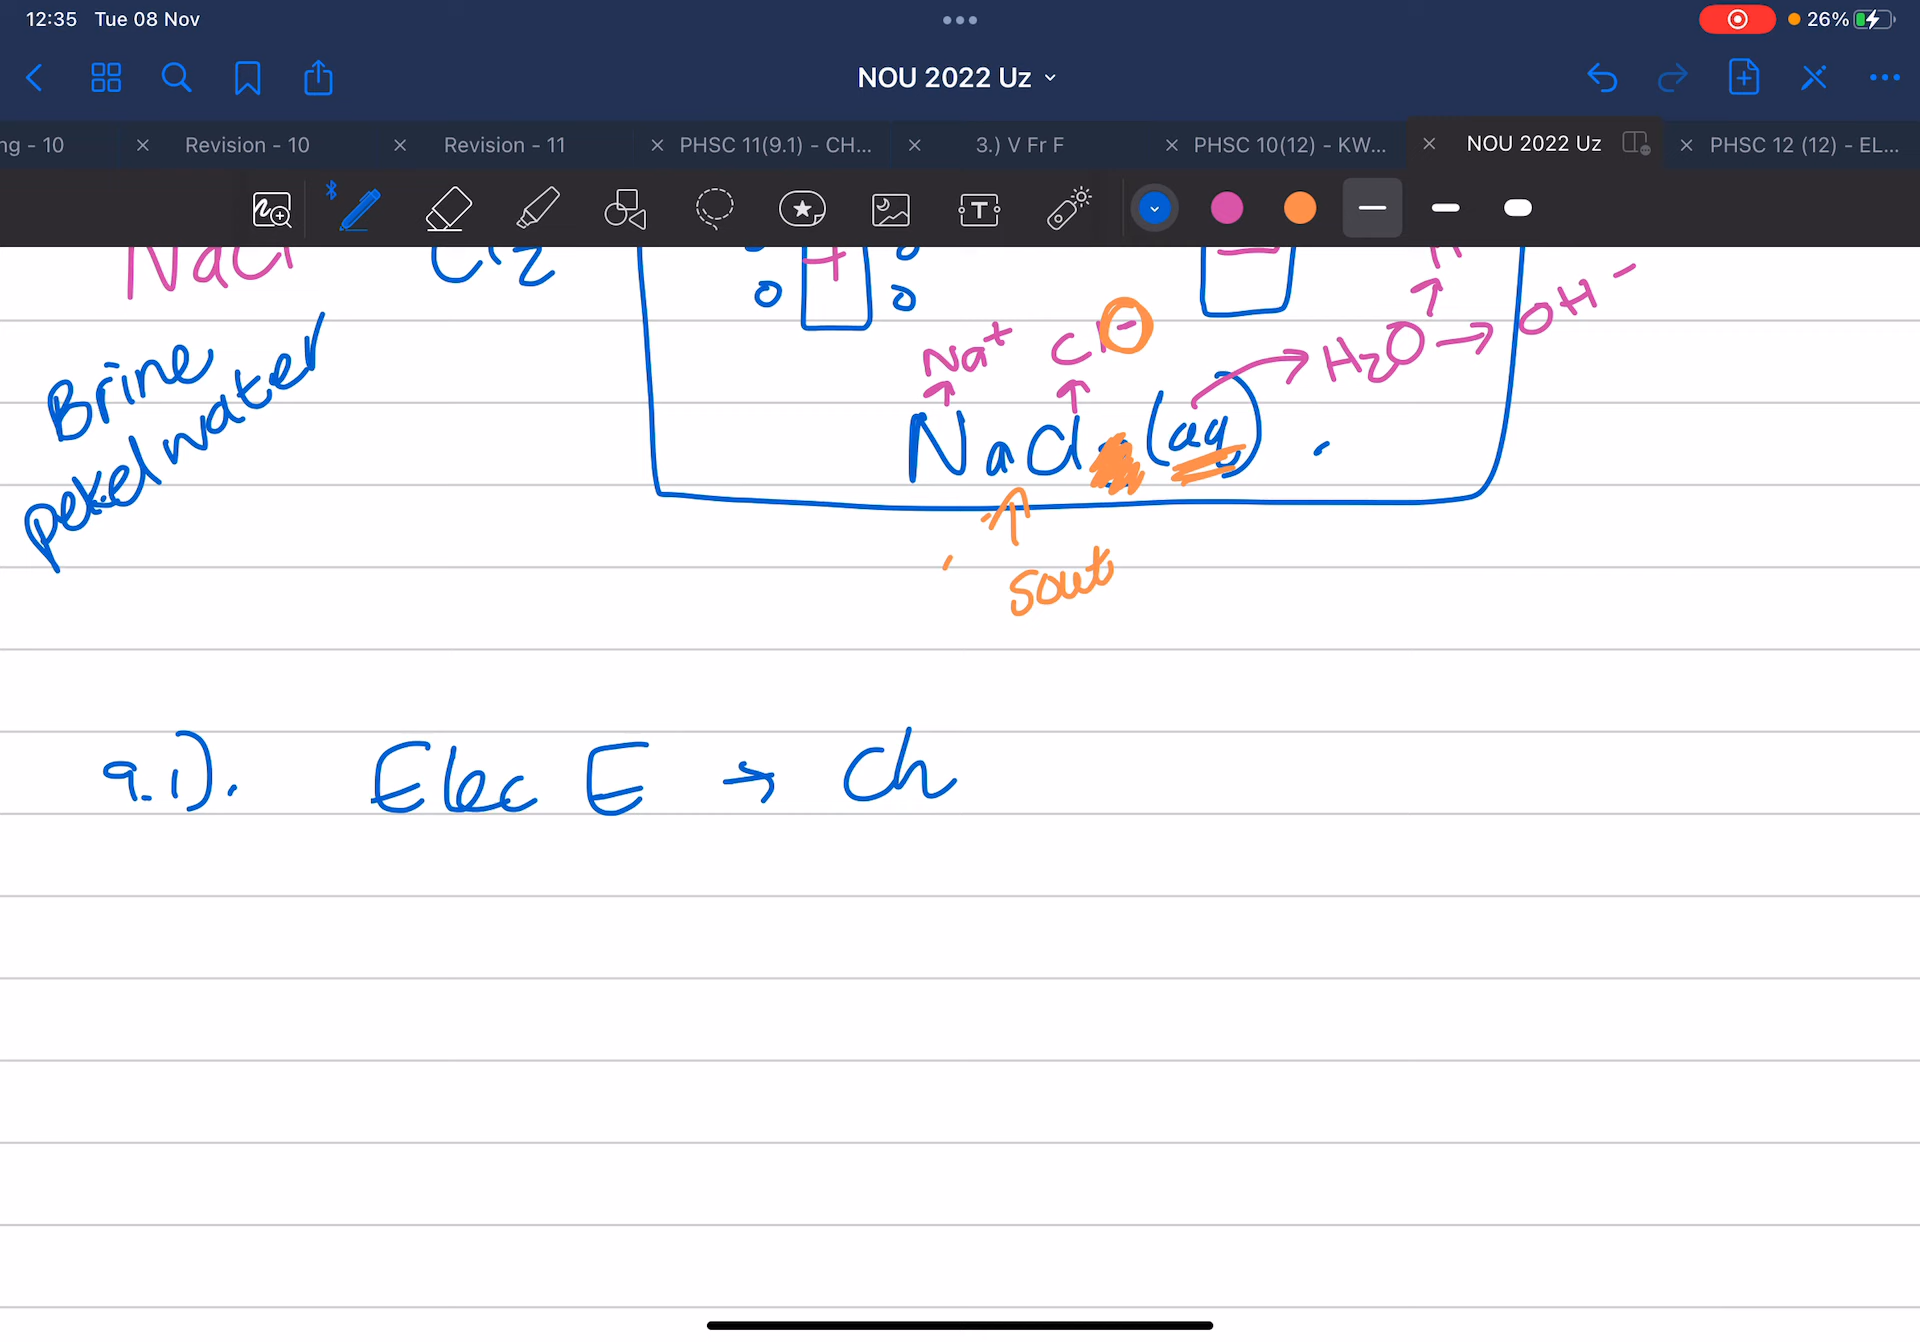 12:35 Tue 08 Nov
26%
NOU 2022 Uz
ng - 10
Revision - 10
Revision - 11
PHSC 11(9.1) - CH...
3.) V Fr F
PHSC 10(12) - KW...
NOU 2022 Uz
PHSC 12 (12) - EL...
T
NaCl Cl2 +
Na+ Cl- H2O → OH-
Brine
pekelwater
NaCl (aq)
sout
9.1). Elec E → Ch